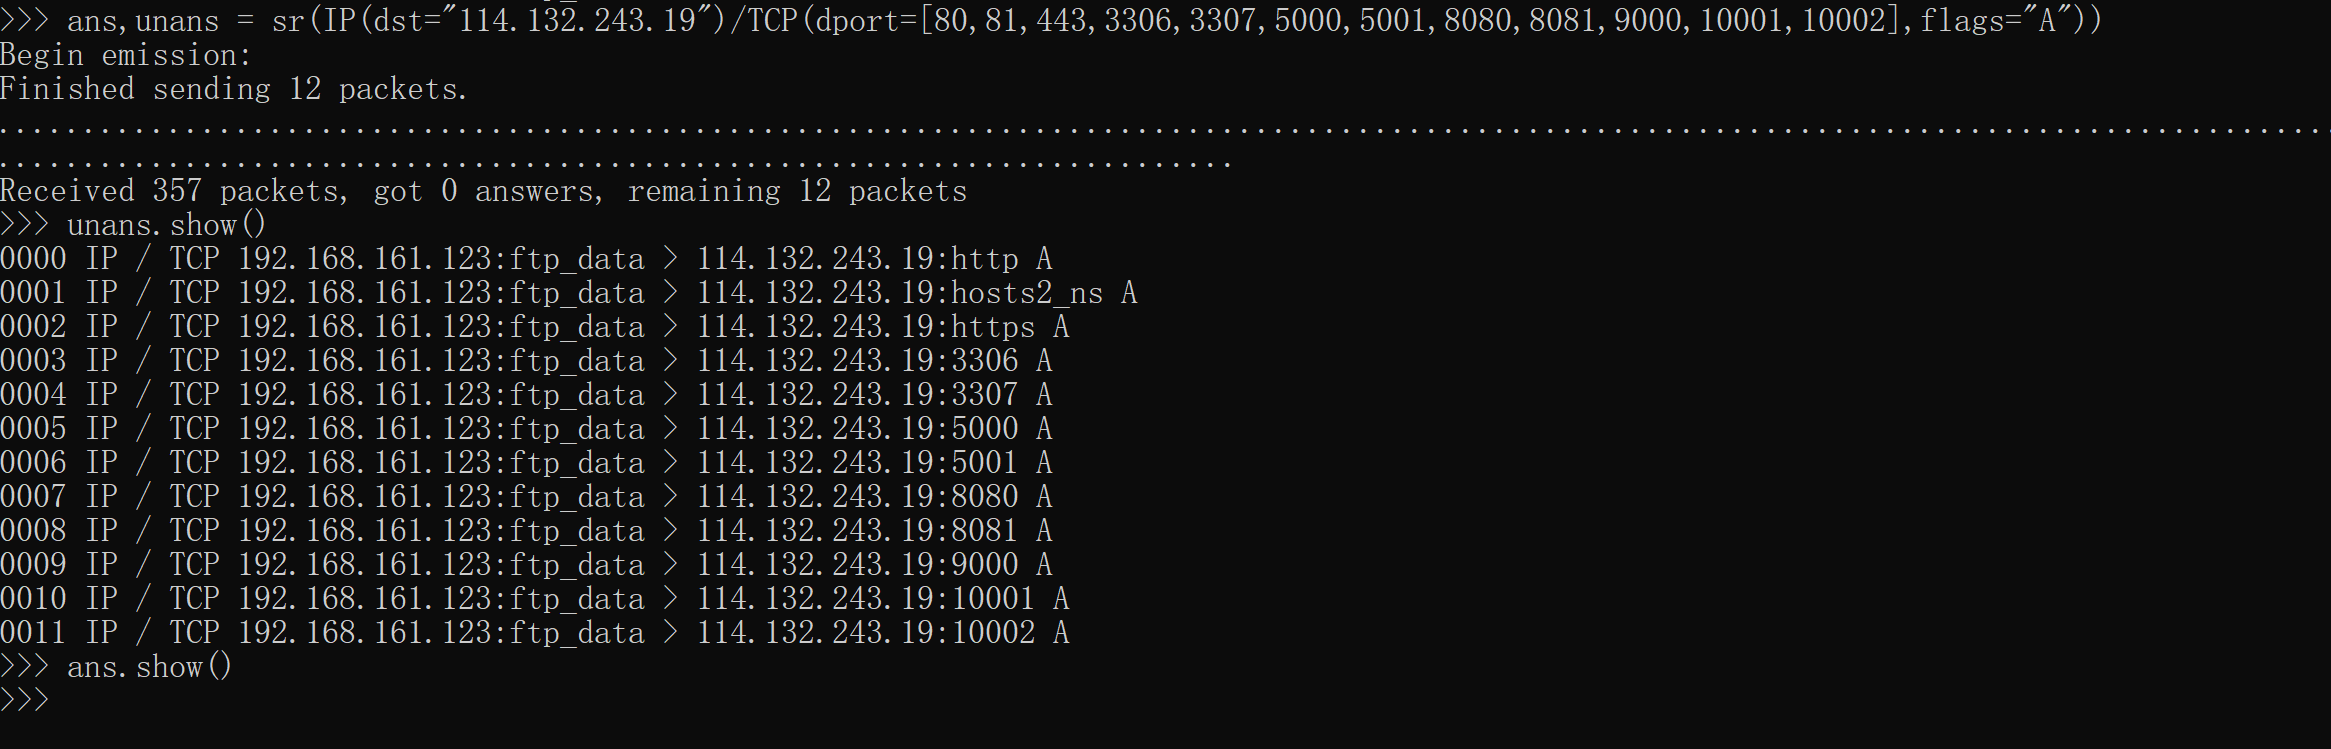 >>> ans,unans = sr(IP(dst="114.132.243.19")/TCP(dport=[80,81,443,3306,3307,5000,5001,8080,8081,9000,10001,10002],flags="A"))
Begin emission:
Finished sending 12 packets.
.........................................................................................................................................
.........................................................................
Received 357 packets, got 0 answers, remaining 12 packets
>>> unans.show()
0000 IP / TCP 192.168.161.123:ftp_data > 114.132.243.19:http A
0001 IP / TCP 192.168.161.123:ftp_data > 114.132.243.19:hosts2_ns A
0002 IP / TCP 192.168.161.123:ftp_data > 114.132.243.19:https A
0003 IP / TCP 192.168.161.123:ftp_data > 114.132.243.19:3306 A
0004 IP / TCP 192.168.161.123:ftp_data > 114.132.243.19:3307 A
0005 IP / TCP 192.168.161.123:ftp_data > 114.132.243.19:5000 A
0006 IP / TCP 192.168.161.123:ftp_data > 114.132.243.19:5001 A
0007 IP / TCP 192.168.161.123:ftp_data > 114.132.243.19:8080 A
0008 IP / TCP 192.168.161.123:ftp_data > 114.132.243.19:8081 A
0009 IP / TCP 192.168.161.123:ftp_data > 114.132.243.19:9000 A
0010 IP / TCP 192.168.161.123:ftp_data > 114.132.243.19:10001 A
0011 IP / TCP 192.168.161.123:ftp_data > 114.132.243.19:10002 A
>>> ans.show()
>>>